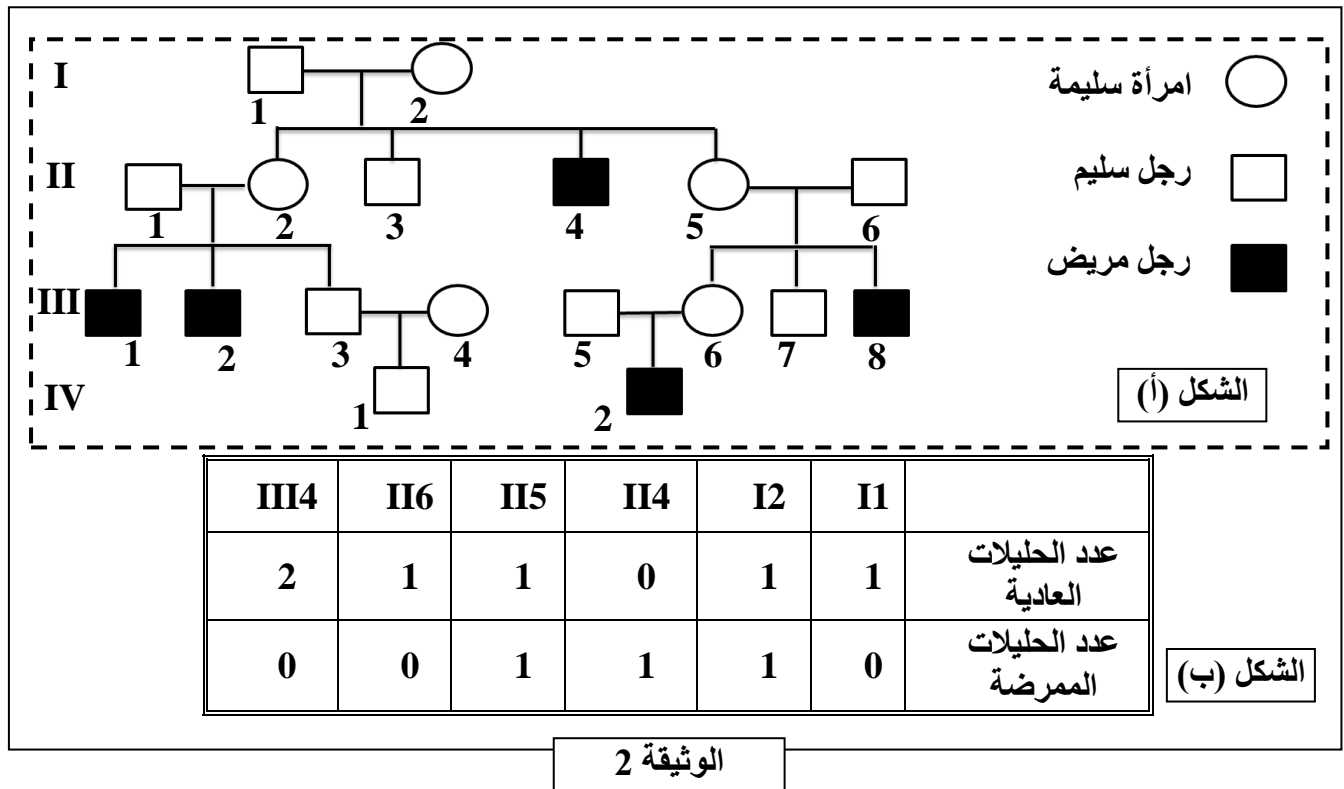 I
1 2
امرأة سليمة
II
1 2 3 4 5 6
رجل سليم
III
1 2 3 4 5 6 7 8
رجل مريض
IV
1 2
الشكل (أ)
III4 II6 II5 II4 I2 I1
عدد الحليلات
العادية
2 1 1 0 1 1
عدد الحليلات
الممرضة
0 0 1 1 1 0
الشكل (ب)
الوثيقة 2